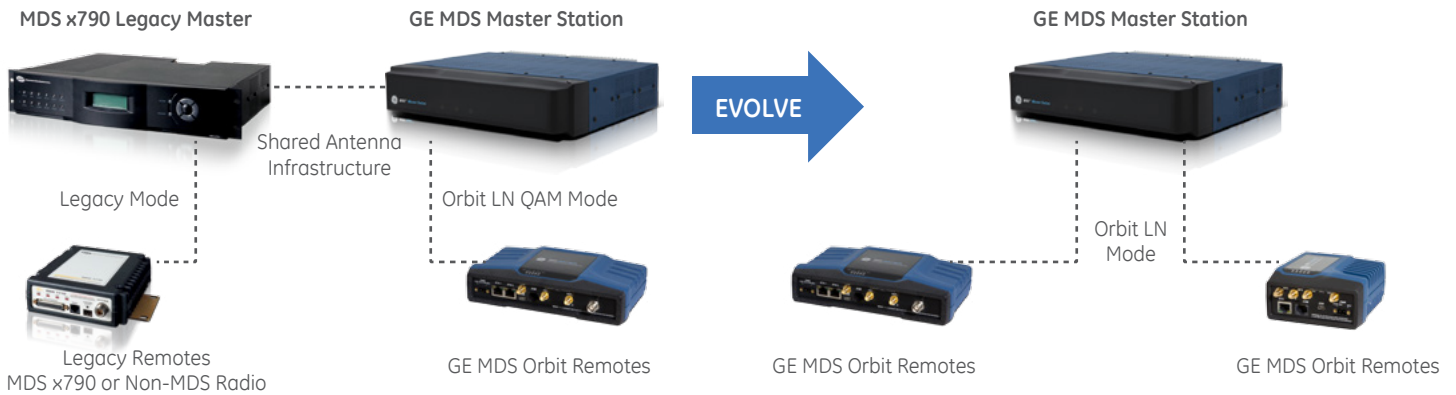 MDS x790 Legacy Master
GE MDS Master Station
GE MDS Master Station
EVOLVE
Shared Antenna
Infrastructure
Legacy Mode
Orbit LN QAM Mode
Orbit LN
Mode
Legacy Remotes
MDS x790 or Non-MDS Radio
GE MDS Orbit Remotes
GE MDS Orbit Remotes
GE MDS Orbit Remotes